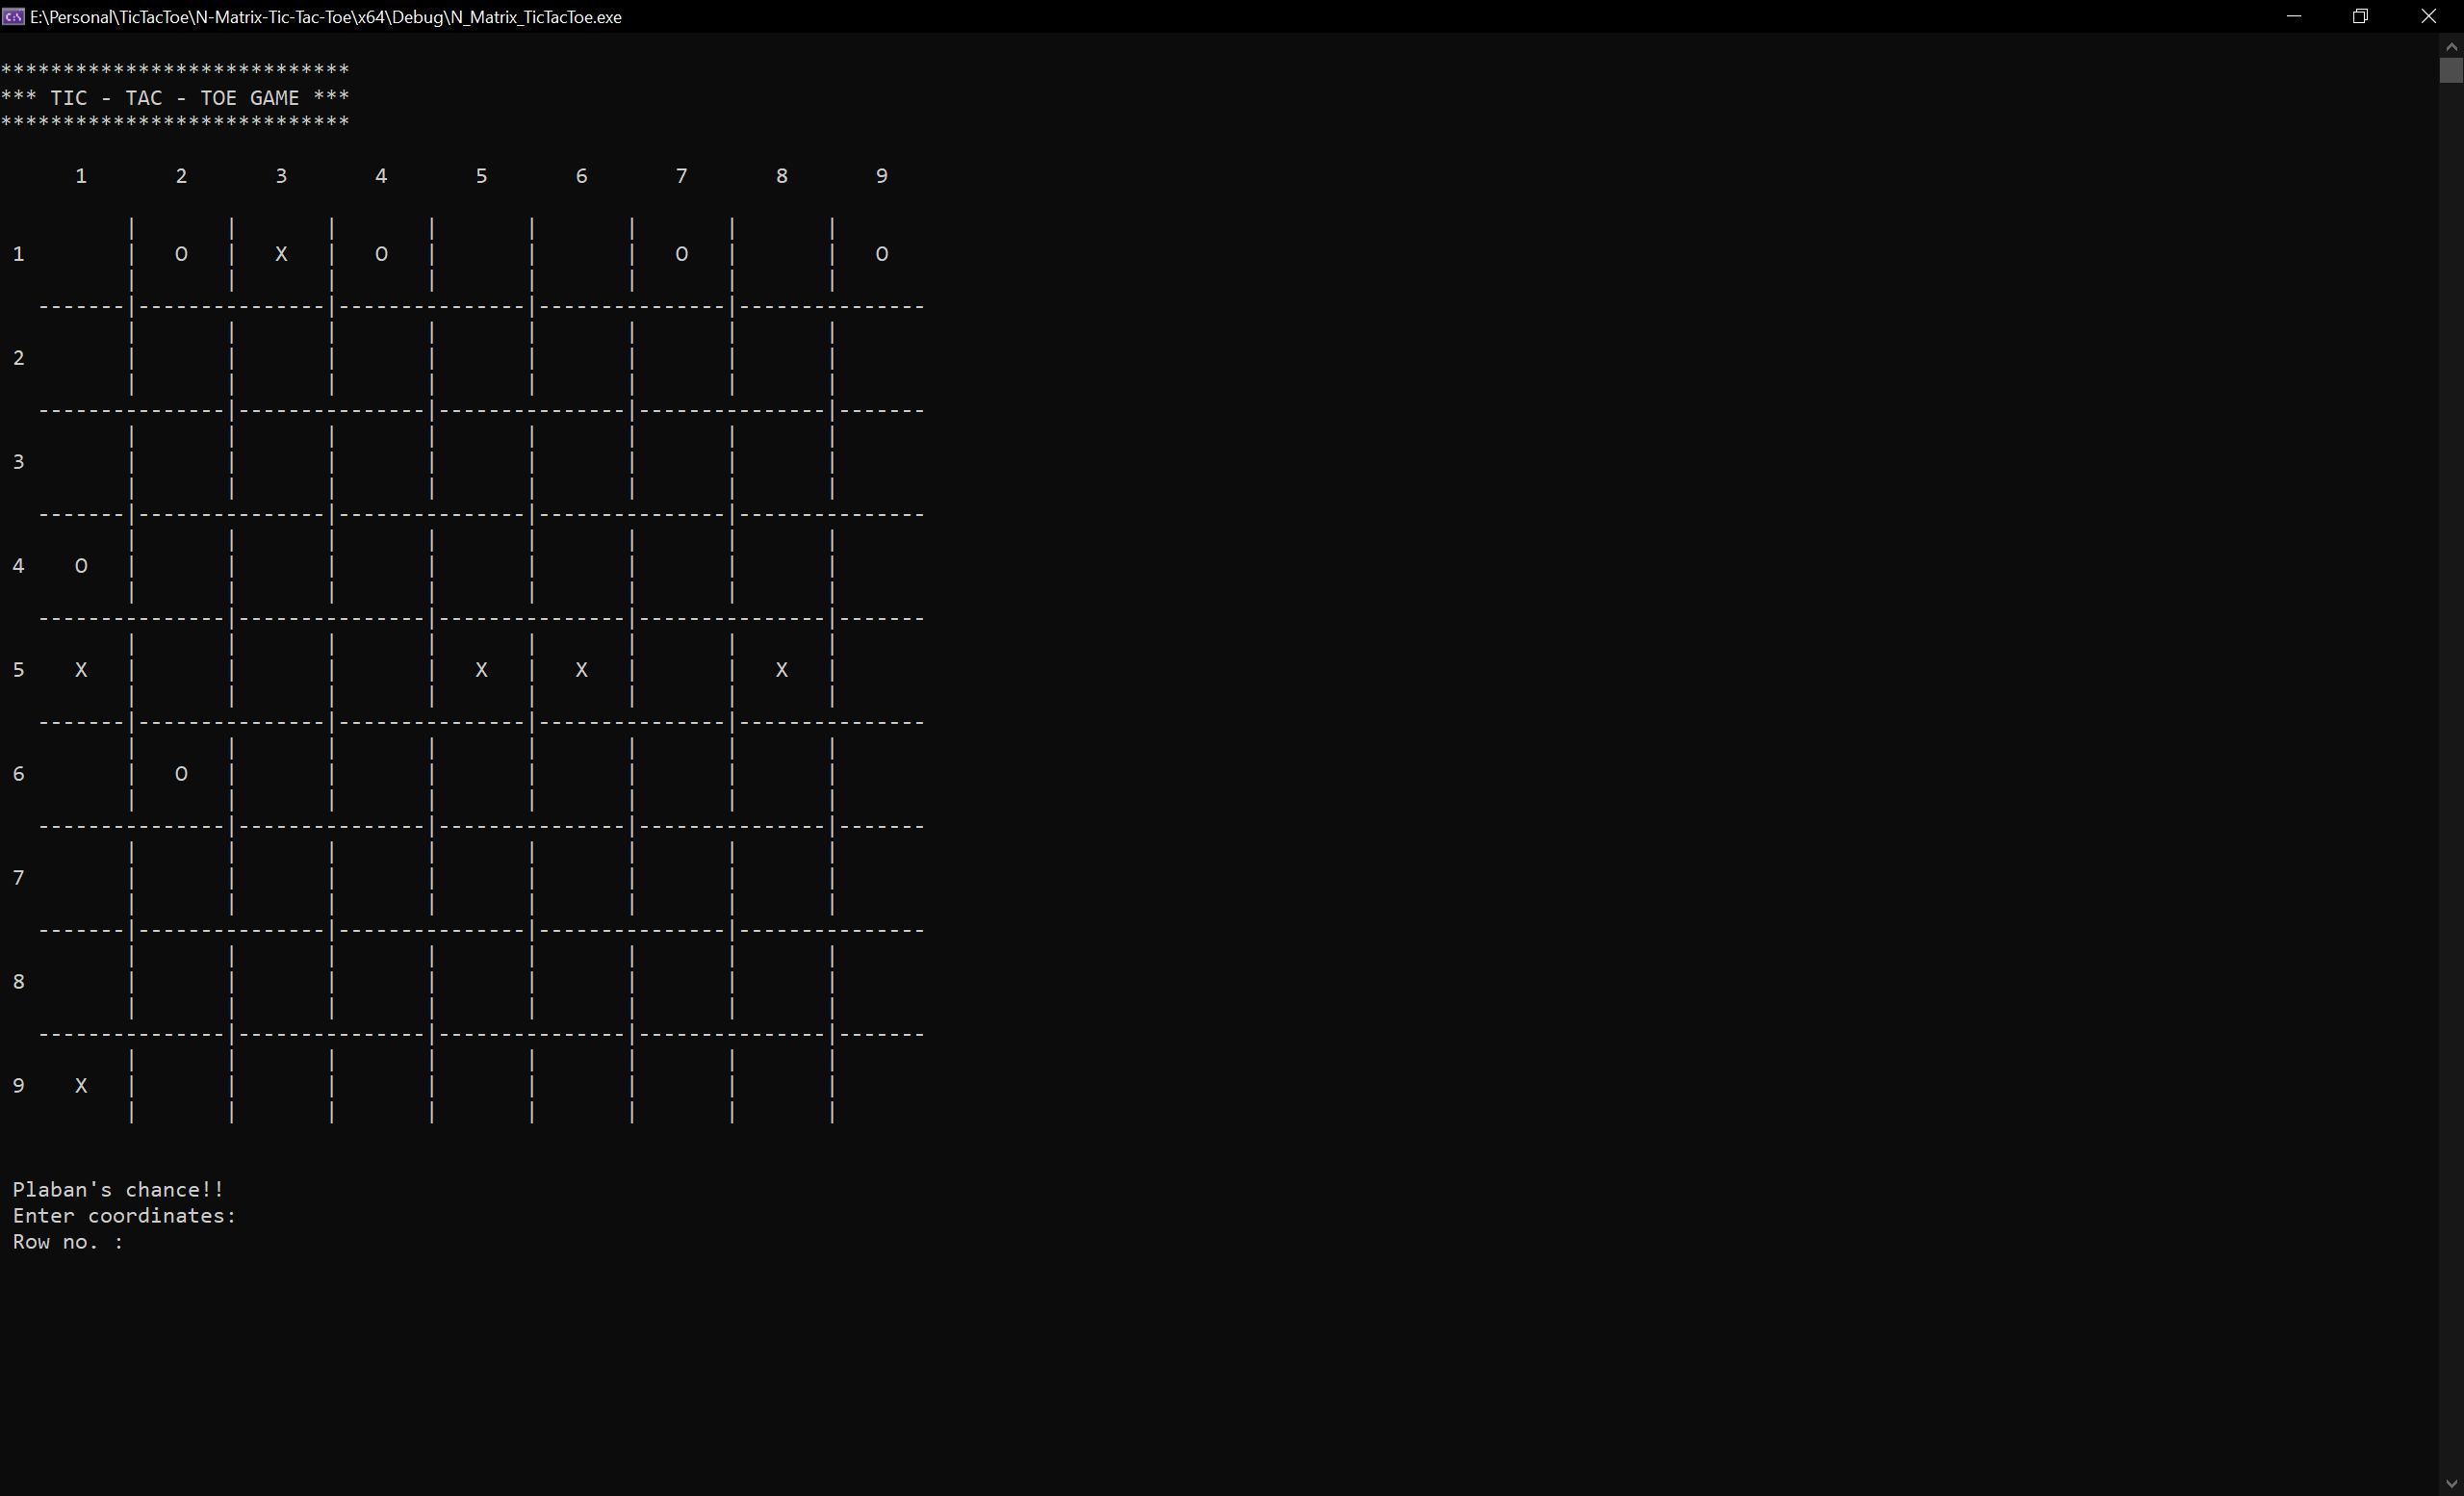 E:\Personal\TicTacToe\N-Matrix-Tic-Tac-Toe\x64\Debug\N_Matrix_TicTacToe.exe
****************************
*** TIC - TAC - TOE GAME ***
****************************
1 2 3 4 5 6 7 8 9
1 O X O O O
2
3
4 O
5 X X X X
6 O
7
8
9 X
Plaban's chance!!
Enter coordinates:
Row no. :